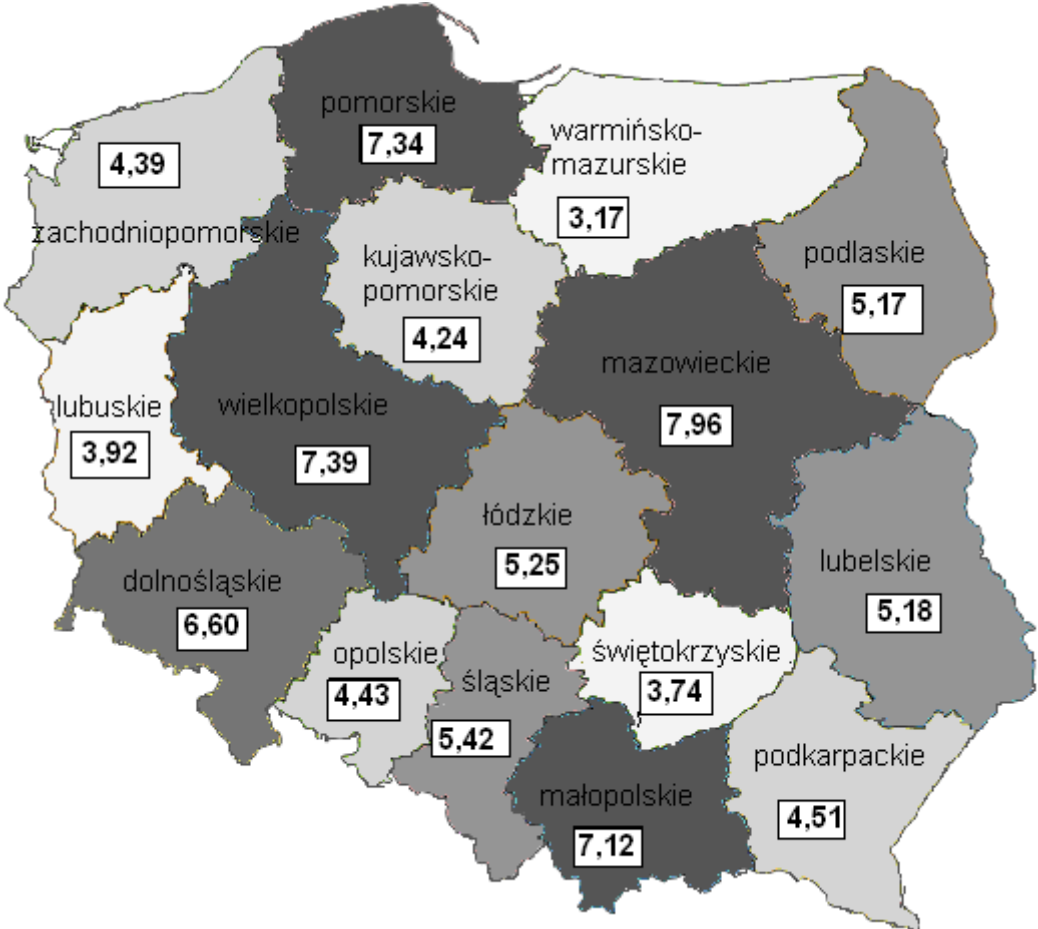 pomorskie
7,34
warmińsko-
mazurskie
3,17
4,39
zachodniopomorskie
kujawsko-
pomorskie
4,24
podlaskie
5,17
mazowieckie
7,96
lubuskie
3,92
wielkopolskie
7,39
łódzkie
5,25
lubelskie
5,18
dolnośląskie
6,60
opolskie
4,43
śląskie
5,42
świętokrzyskie
3,74
podkarpackie
4,51
małopolskie
7,12